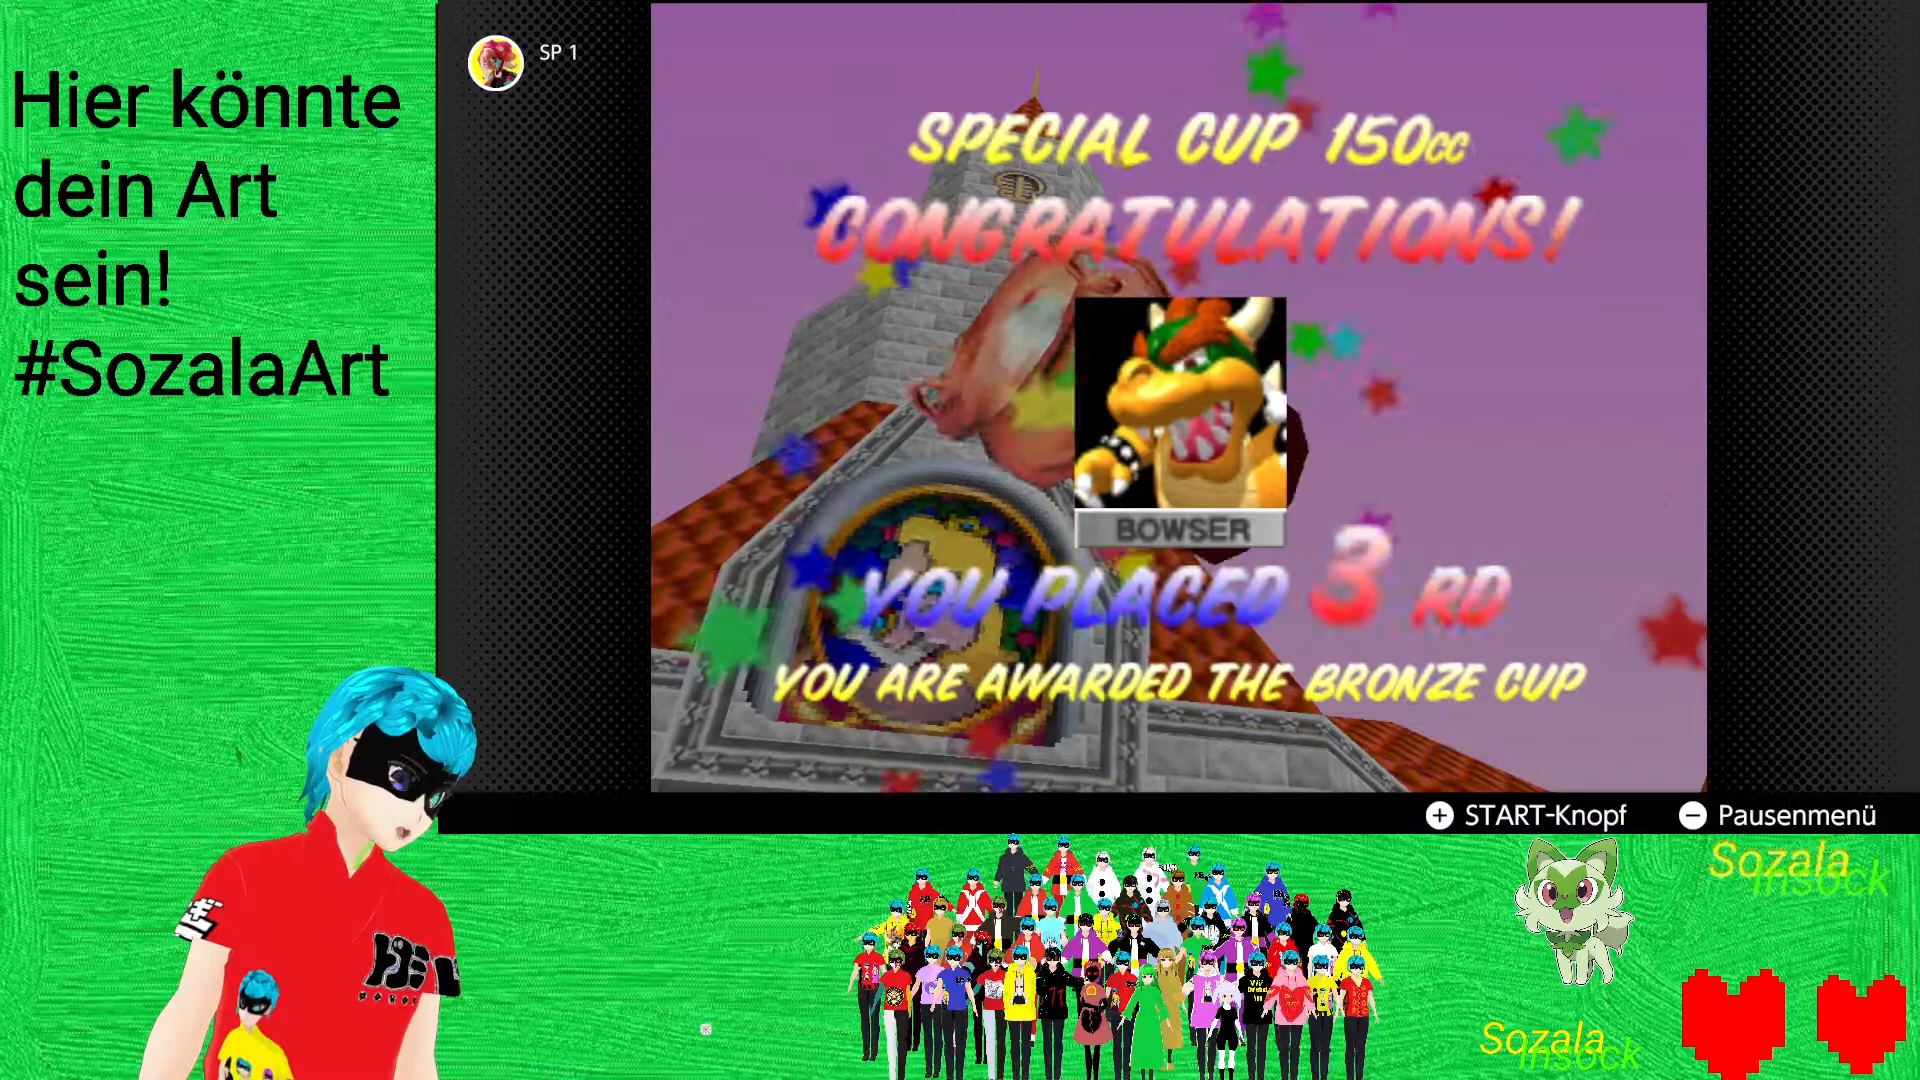 Hier könnte
dein Art
sein!
#SozalaArt
SP 1
SPECIAL CUP 150cc
CONGRATULATIONS!
BOWSER
YOU PLACED 3 RD
YOU ARE AWARDED THE BRONZE CUP
START-Knopf
Pausenmenü
Sozala
insock
Sozala
insock